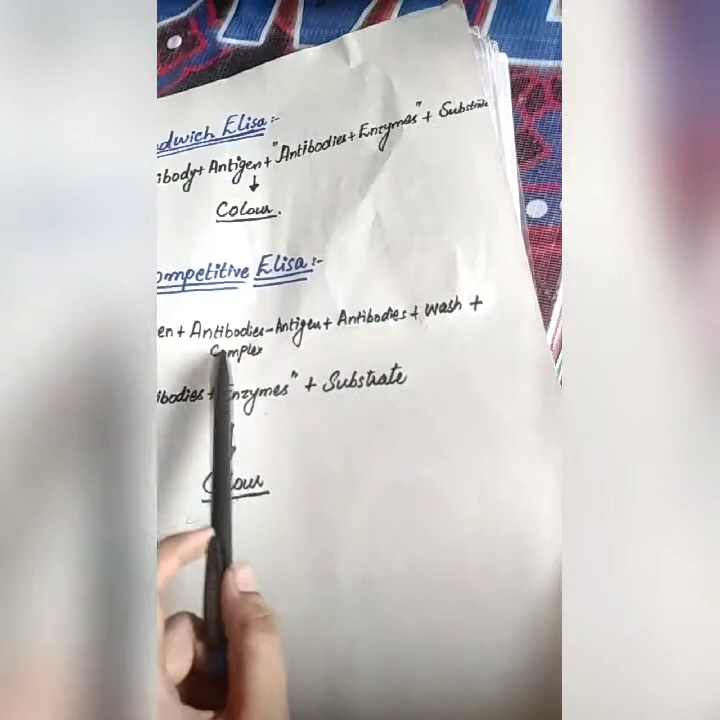 dwich Elisa :-
ibody + Antigen + "Antibodies + Enzymes" + Substrate
↓
Colour.
ompetitive Elisa :-
en + Antibodies - Antigen + Antibodies + wash +
Complex
ibodies + Enzymes" + Substrate
Colour